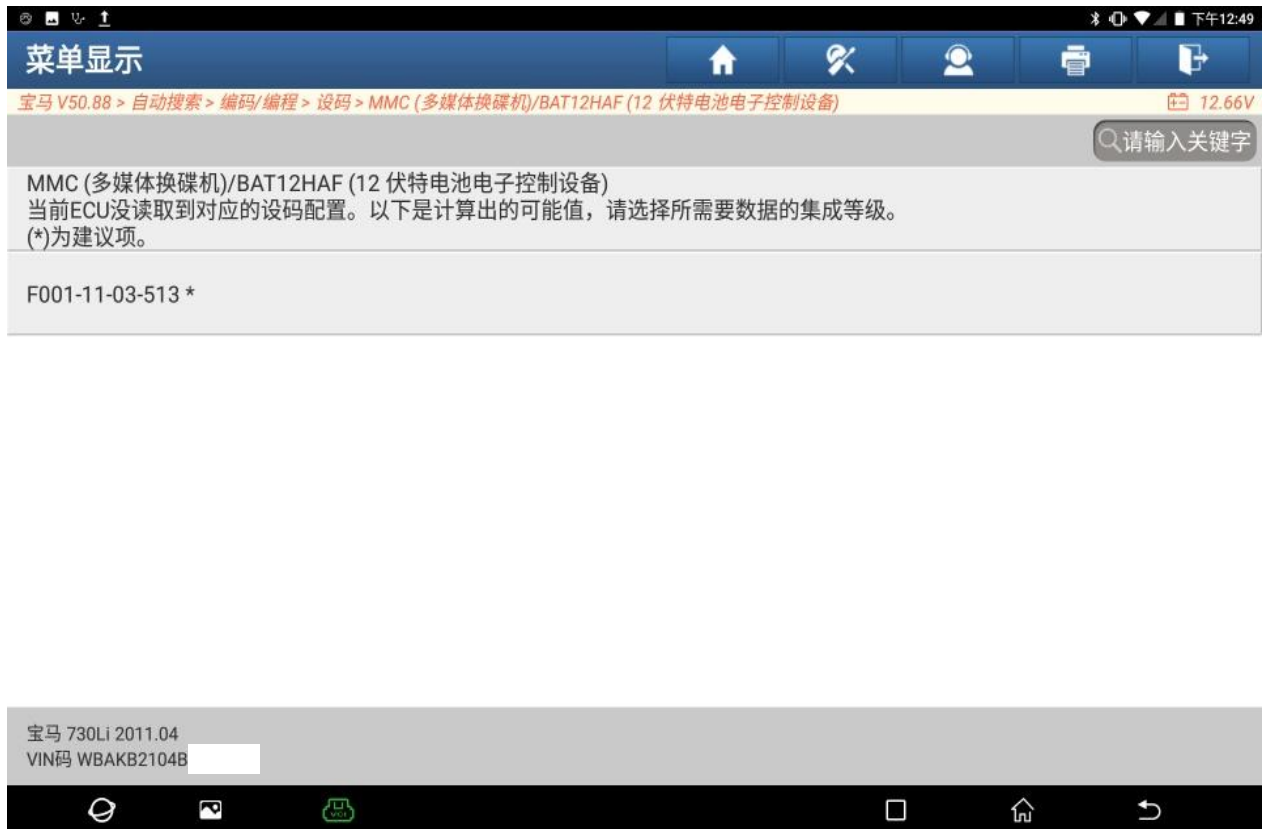 下午12:49
菜单显示
宝马 V50.88 > 自动搜索 > 编码/编程 > 设码 > MMC (多媒体换碟机)/BAT12HAF (12 伏特电池电子控制设备)
12.66V
请输入关键字
MMC (多媒体换碟机)/BAT12HAF (12 伏特电池电子控制设备)
当前ECU没读取到对应的设码配置。以下是计算出的可能值，请选择所需要数据的集成等级。
(*)为建议项。
F001-11-03-513 *
宝马 730Li 2011.04
VIN码 WBAKB2104B
VCI